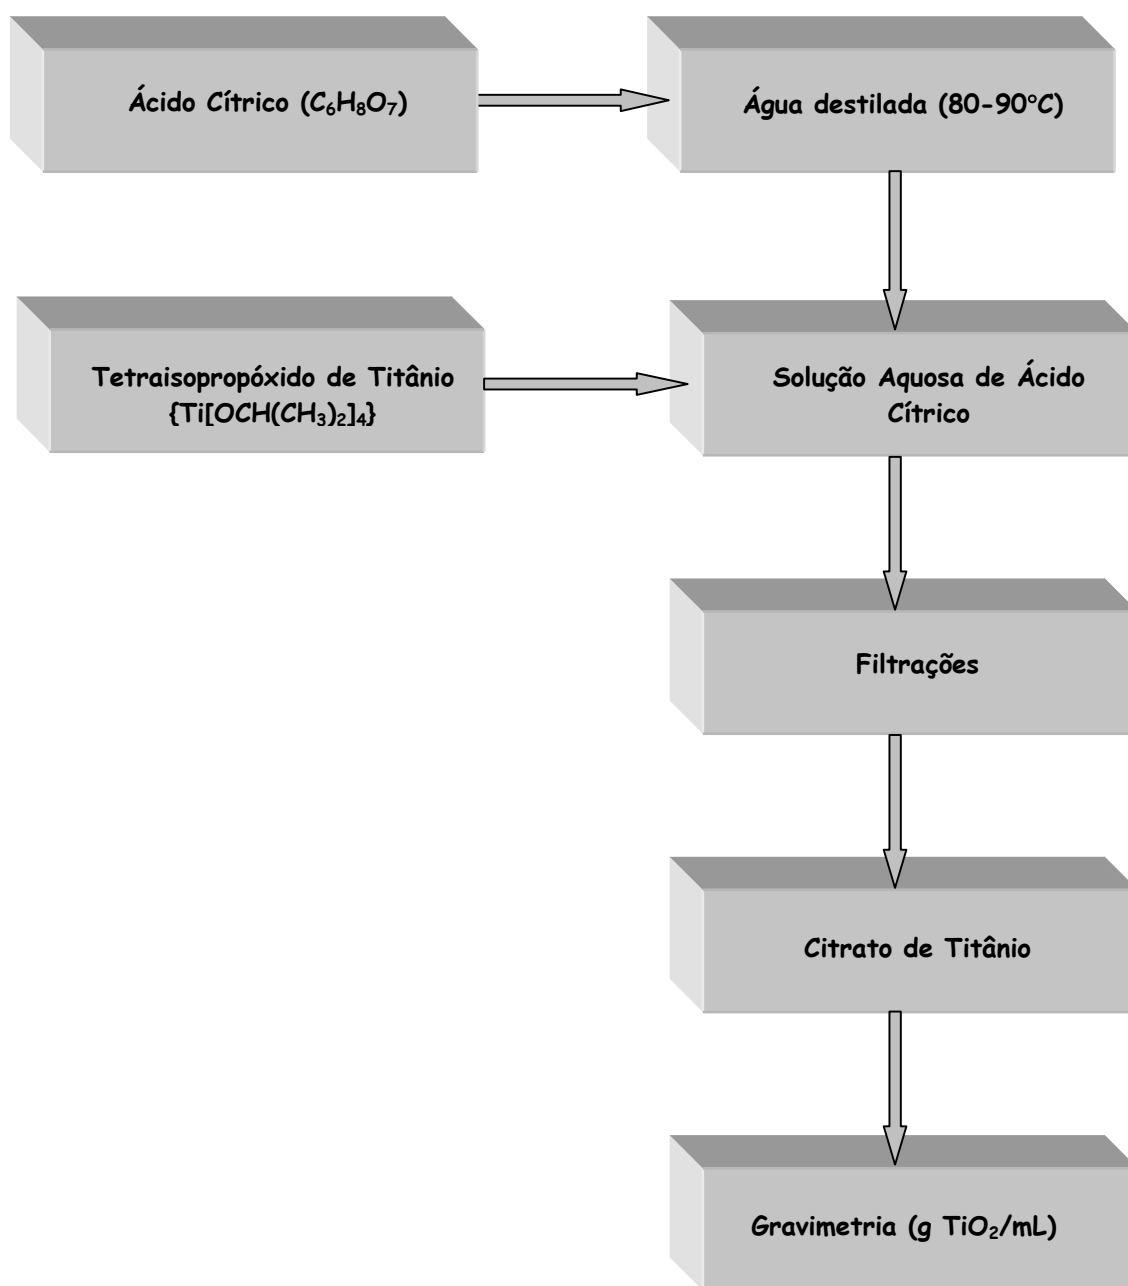 Ácido Cítrico (C₆H₈O₇)
Água destilada (80-90°C)
Tetraisopropóxido de Titânio
{Ti[OCH(CH₃)₂]₄}
Solução Aquosa de Ácido
Cítrico
Filtrações
Citrato de Titânio
Gravimetria (g TiO₂/mL)